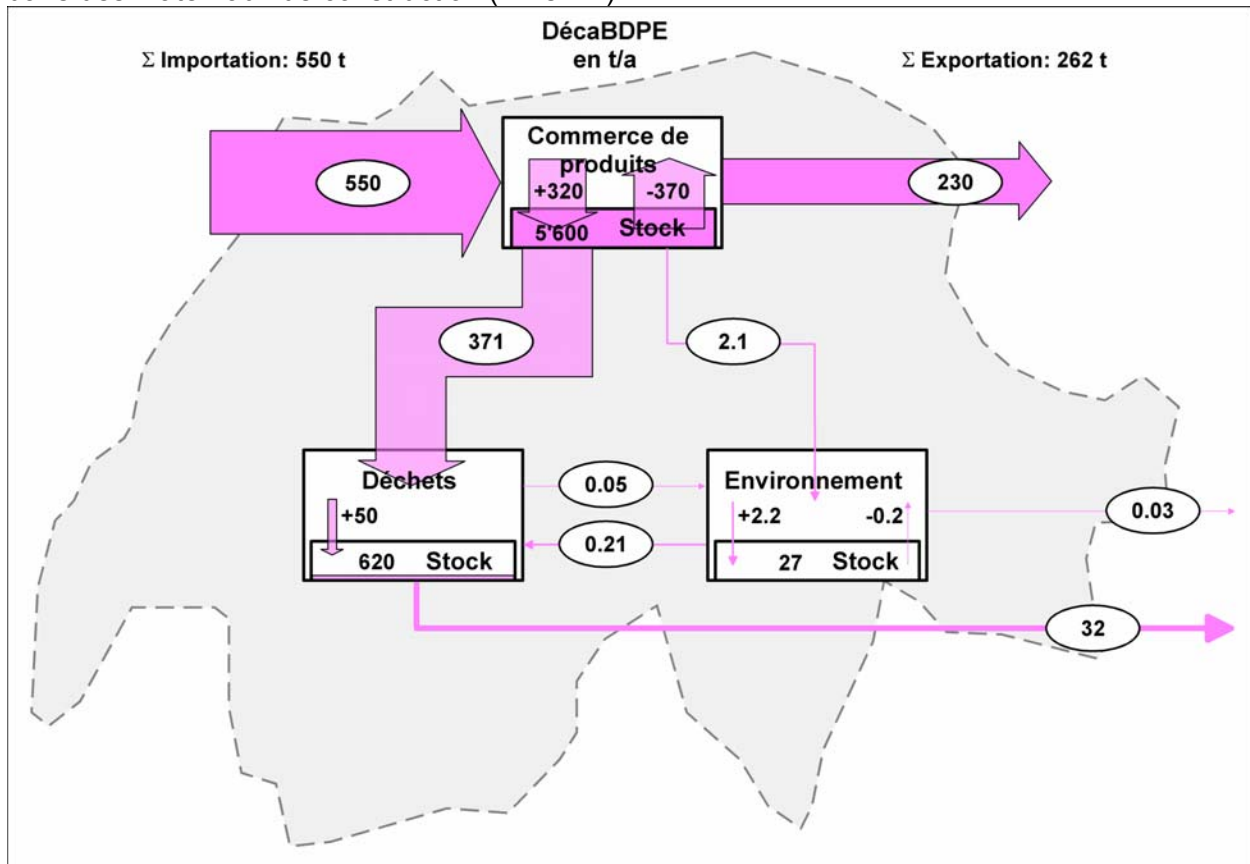 DécaBDPE
en t/a
Σ Importation: 550 t
Σ Exportation: 262 t
Commerce de
produits
550
+320
-370
230
5'600 Stock
371
2.1
Déchets
+50
620 Stock
0.05
0.21
Environnement
+2.2
-0.2
27 Stock
0.03
32